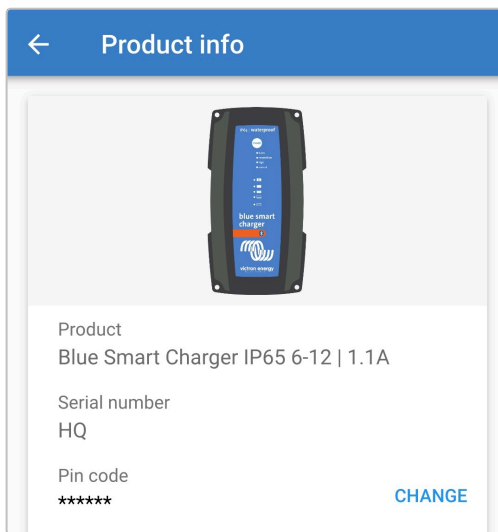 Product info
blue smart
charger
victron energy
Product
Blue Smart Charger IP65 6-12 | 1.1A
Serial number
HQ
Pin code
******
CHANGE